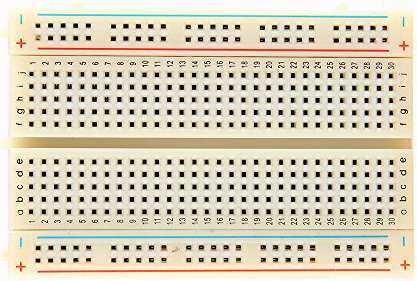 − −
+ +
1 2 3 4 5 6 7 8 9 10 11 12 13 14 15 16 17 18 19 20 21 22 23 24 25 26 27 28 29 30
j j
i i
h h
g g
f f
e e
d d
c c
b b
a a
1 2 3 4 5 6 7 8 9 10 11 12 13 14 15 16 17 18 19 20 21 22 23 24 25 26 27 28 29 30
− −
+ +